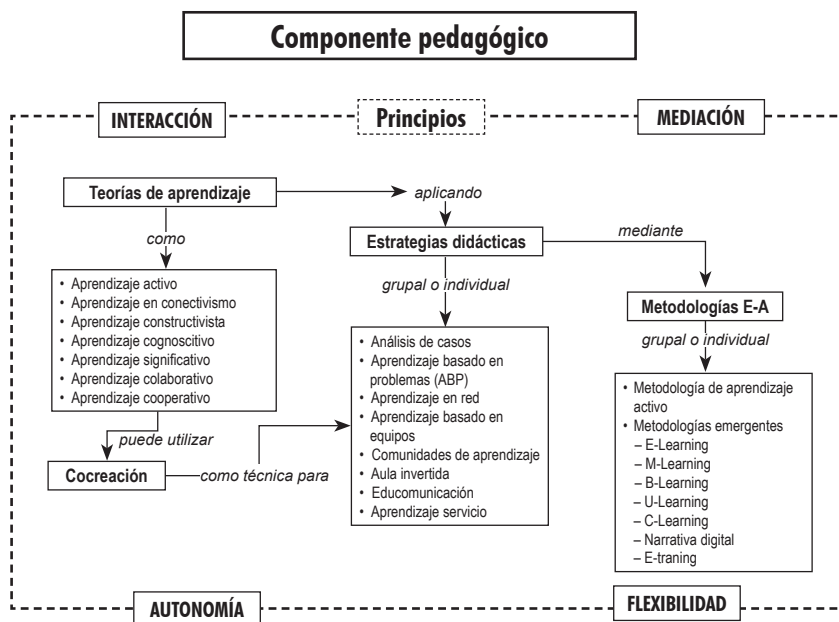 Componente pedagógico
INTERACCIÓN
Principios
MEDIACIÓN
Teorías de aprendizaje
aplicando
como
Estrategias didácticas
mediante
• Aprendizaje activo
• Aprendizaje en conectivismo
• Aprendizaje constructivista
• Aprendizaje cognoscitivo
• Aprendizaje significativo
• Aprendizaje colaborativo
• Aprendizaje cooperativo
puede utilizar
Cocreación
como técnica para
grupal o individual
• Análisis de casos
• Aprendizaje basado en
problemas (ABP)
• Aprendizaje en red
• Aprendizaje basado en
equipos
• Comunidades de aprendizaje
• Aula invertida
• Educomunicación
• Aprendizaje servicio
Metodologías E-A
grupal o individual
• Metodología de aprendizaje
activo
• Metodologías emergentes
– E-Learning
– M-Learning
– B-Learning
– U-Learning
– C-Learning
– Narrativa digital
– E-traning
AUTONOMÍA
FLEXIBILIDAD